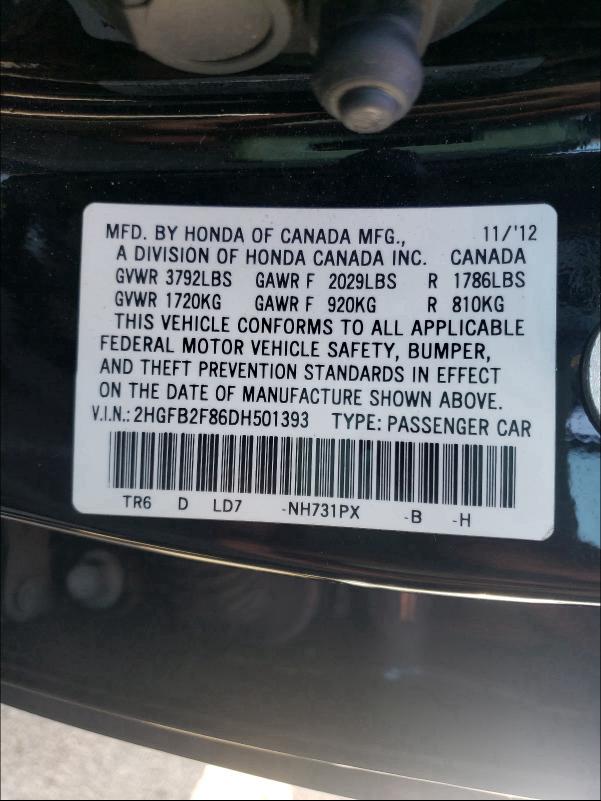 MFD. BY HONDA OF CANADA MFG., 11/'12
A DIVISION OF HONDA CANADA INC. CANADA
GVWR 3792LBS GAWR F 2029LBS R 1786LBS
GVWR 1720KG GAWR F 920KG R 810KG
THIS VEHICLE CONFORMS TO ALL APPLICABLE
FEDERAL MOTOR VEHICLE SAFETY, BUMPER,
AND THEFT PREVENTION STANDARDS IN EFFECT
ON THE DATE OF MANUFACTURE SHOWN ABOVE.
V.I.N.: 2HGFB2F86DH501393 TYPE: PASSENGER CAR
TR6 D LD7 -NH731PX -B -H